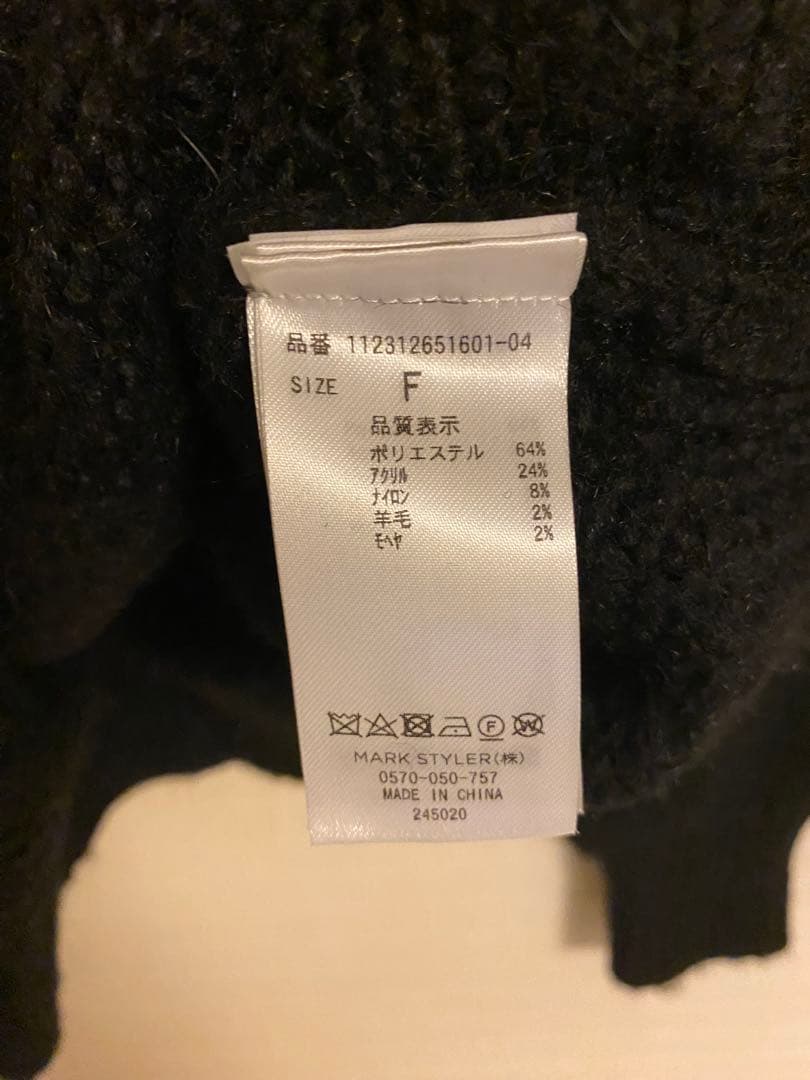 品番 112312651601-04
SIZE F
品質表示
ポリエステル 64%
アクリル 24%
ナイロン 8%
羊毛 2%
モヘヤ 2%
F W
MARK STYLER(株)
0570-050-757
MADE IN CHINA
245020